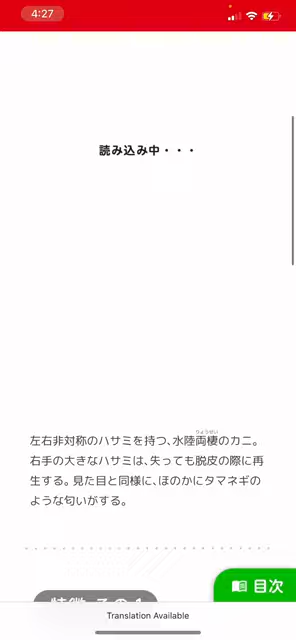 4:27
読み込み中・・・
りょうせい
左右非対称のハサミを持つ、水陸両棲のカニ。
右手の大きなハサミは、失っても脱皮の際に再
生する。見た目と同様に、ほのかにタマネギの
ような匂いがする。
目次
Translation Available